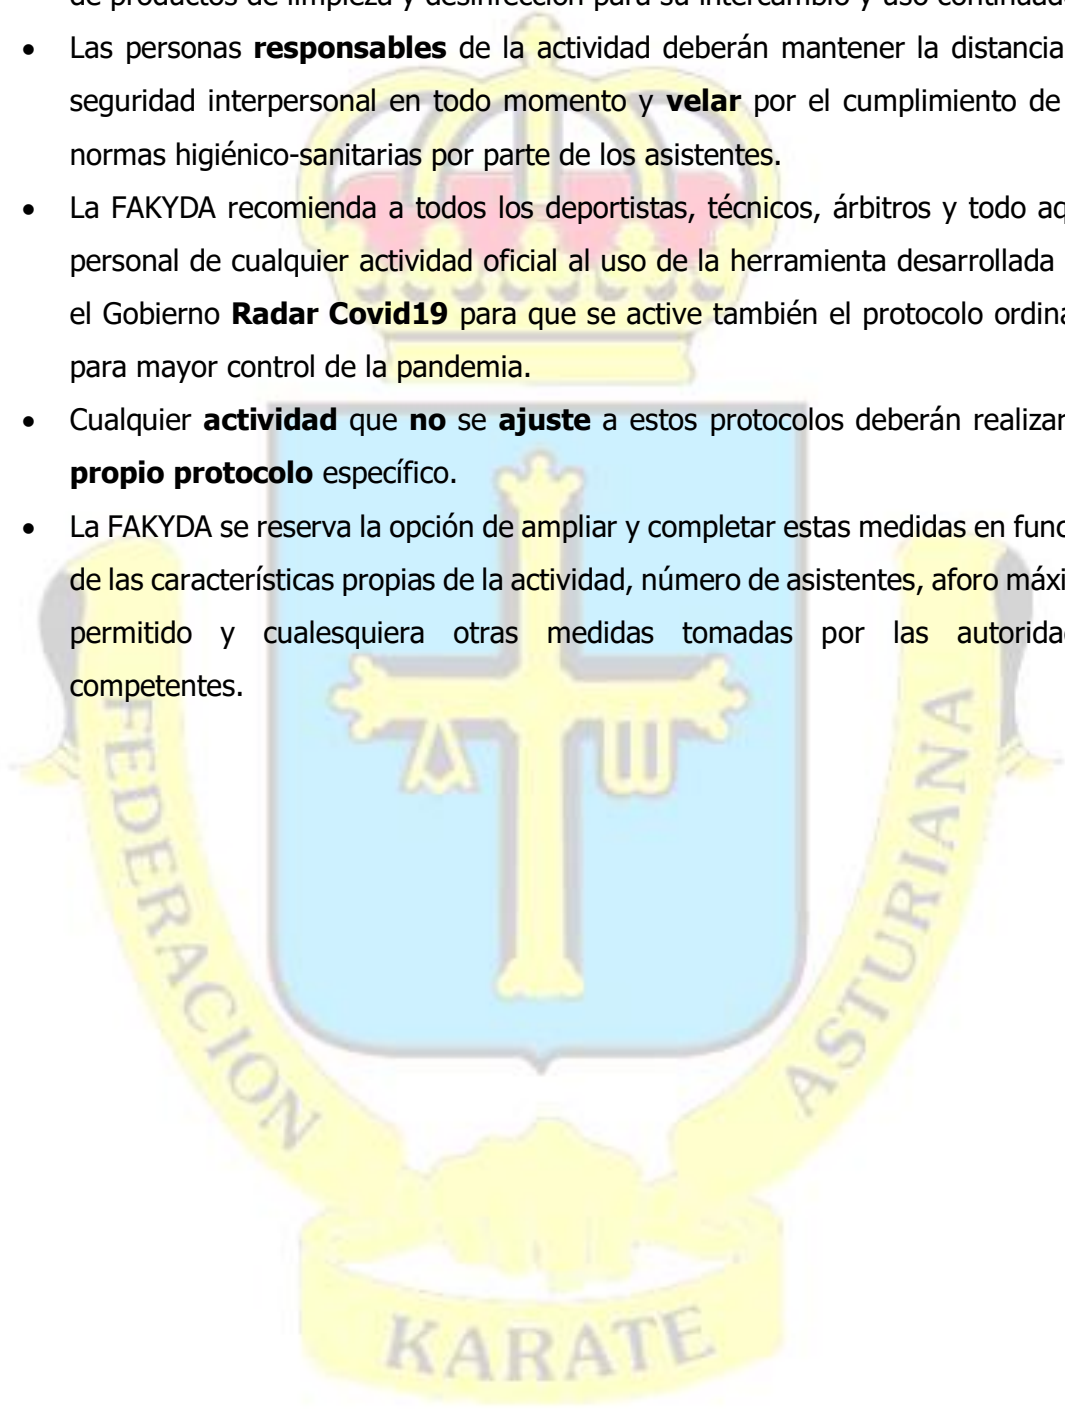 de productos de limpieza y desinfección para su intercambio y uso
• Las personas responsables de la actividad deberán mantener la distancia
seguridad interpersonal en todo momento y velar por el cumplimiento de
normas higiénico-sanitarias por parte de los asistentes.
• La FAKYDA recomienda a todos los deportistas, técnicos, árbitros y todo aq
personal de cualquier actividad oficial al uso de la herramienta desarrollada
el Gobierno Radar Covid19 para que se active también el protocolo ordina
para mayor control de la pandemia.
• Cualquier actividad que no se ajuste a estos protocolos deberán realizar
propio protocolo específico.
• La FAKYDA se reserva la opción de ampliar y completar estas medidas en func
de las características propias de la actividad, número de asistentes, aforo máxi
permitido y cualesquiera otras medidas tomadas por las autorida
competentes.
A W
FEDERACION
ASTURIANA
KARATE